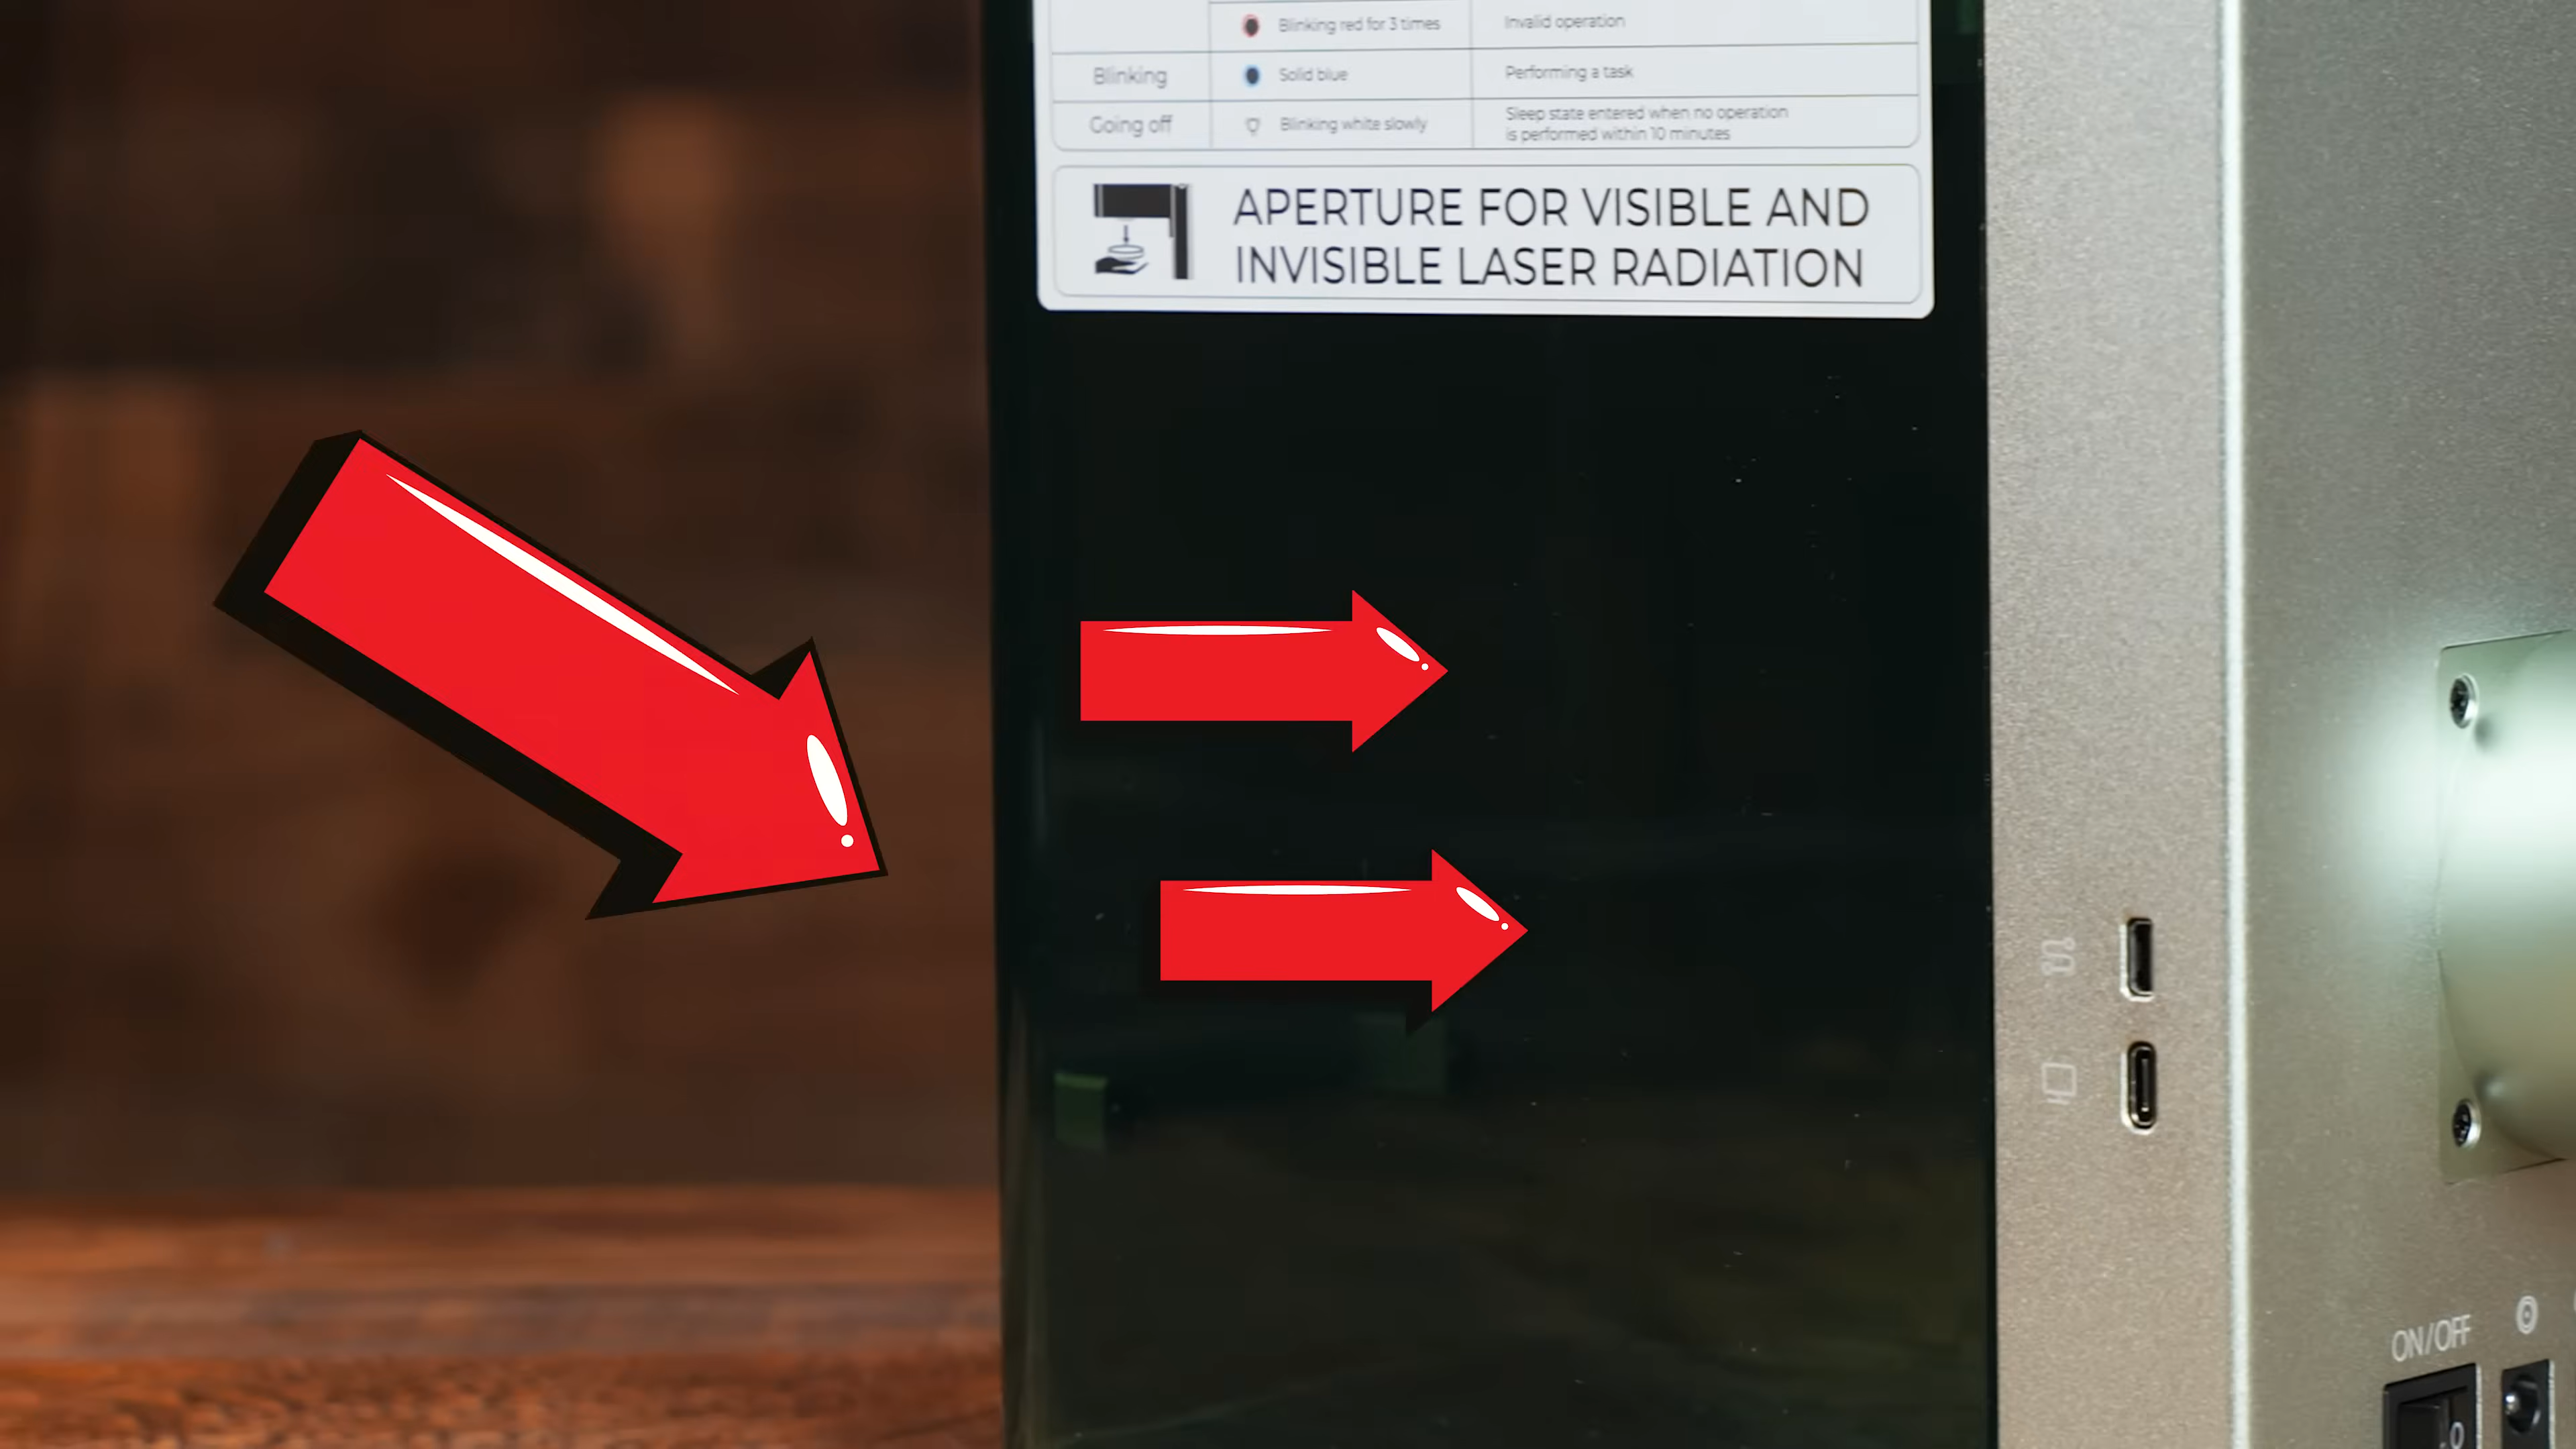 Blinking red for 3 times Invalid operation
Blinking Solid blue Performing a task
Going off Blinking white slowly Sleep state entered when no operation
is performed within 10 minutes
APERTURE FOR VISIBLE AND
INVISIBLE LASER RADIATION
ON/OFF